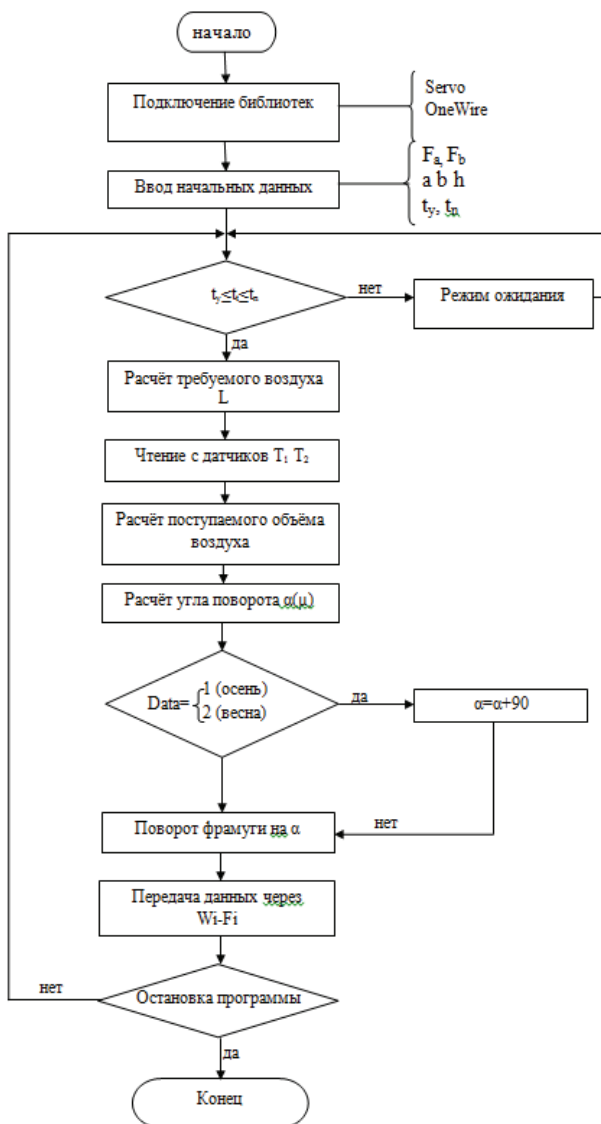 начало
Подключение библиотек
Servo
OneWire
Ввод начальных данных
Fa, Fb
a b h
tу, tп
tу≤tі≤tп
нет
Режим ожидания
да
Расчёт требуемого воздуха
L
Чтение с датчиков T₁ T₂
Расчёт поступаемого объёма
воздуха
Расчёт угла поворота α(μ)
Data=
1 (осень)
2 (весна)
да
α=α+90
Поворот фрамуги на α
нет
Передача данных через
Wi-Fi
нет
Остановка программы
да
Конец